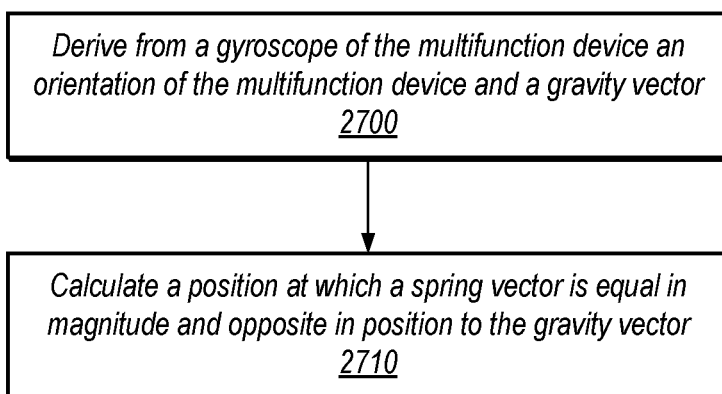 Derive from a gyroscope of the multifunction device an
orientation of the multifunction device and a gravity vector
2700
Calculate a position at which a spring vector is equal in
magnitude and opposite in position to the gravity vector
2710